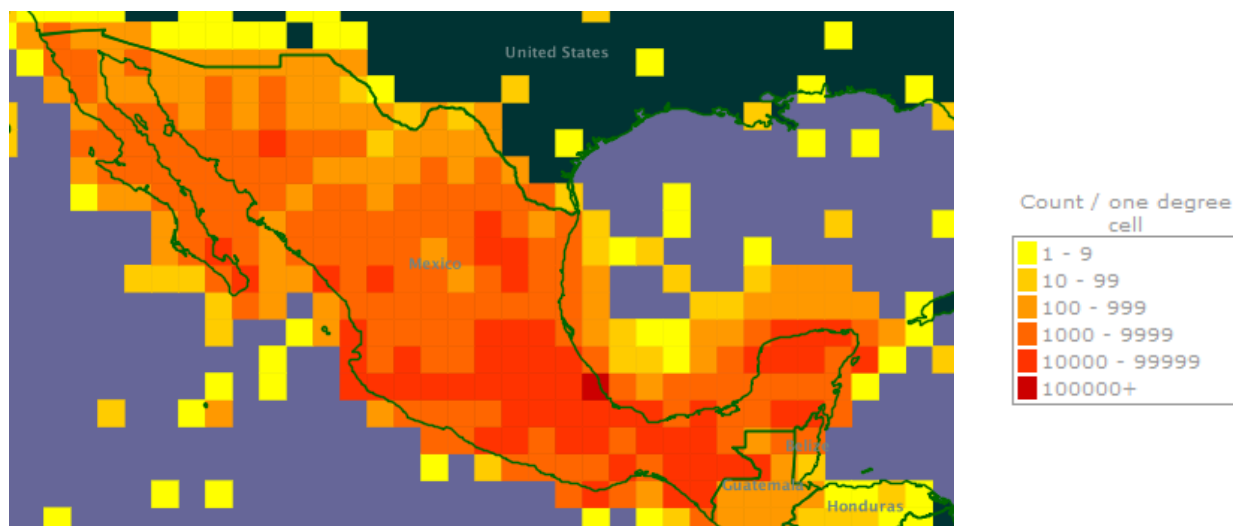 United States
Mexico
Belize
Guatemala
Honduras
Count / one degree
cell
1 - 9
10 - 99
100 - 999
1000 - 9999
10000 - 99999
100000+